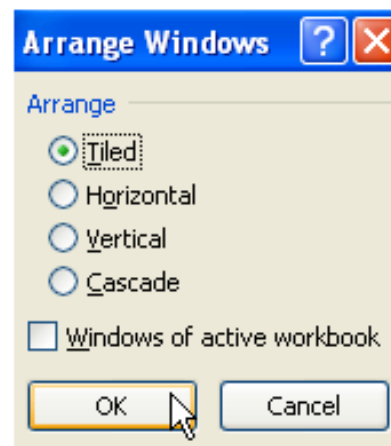 Arrange Windows
Arrange
Tiled
Horizontal
Vertical
Cascade
Windows of active workbook
OK
Cancel